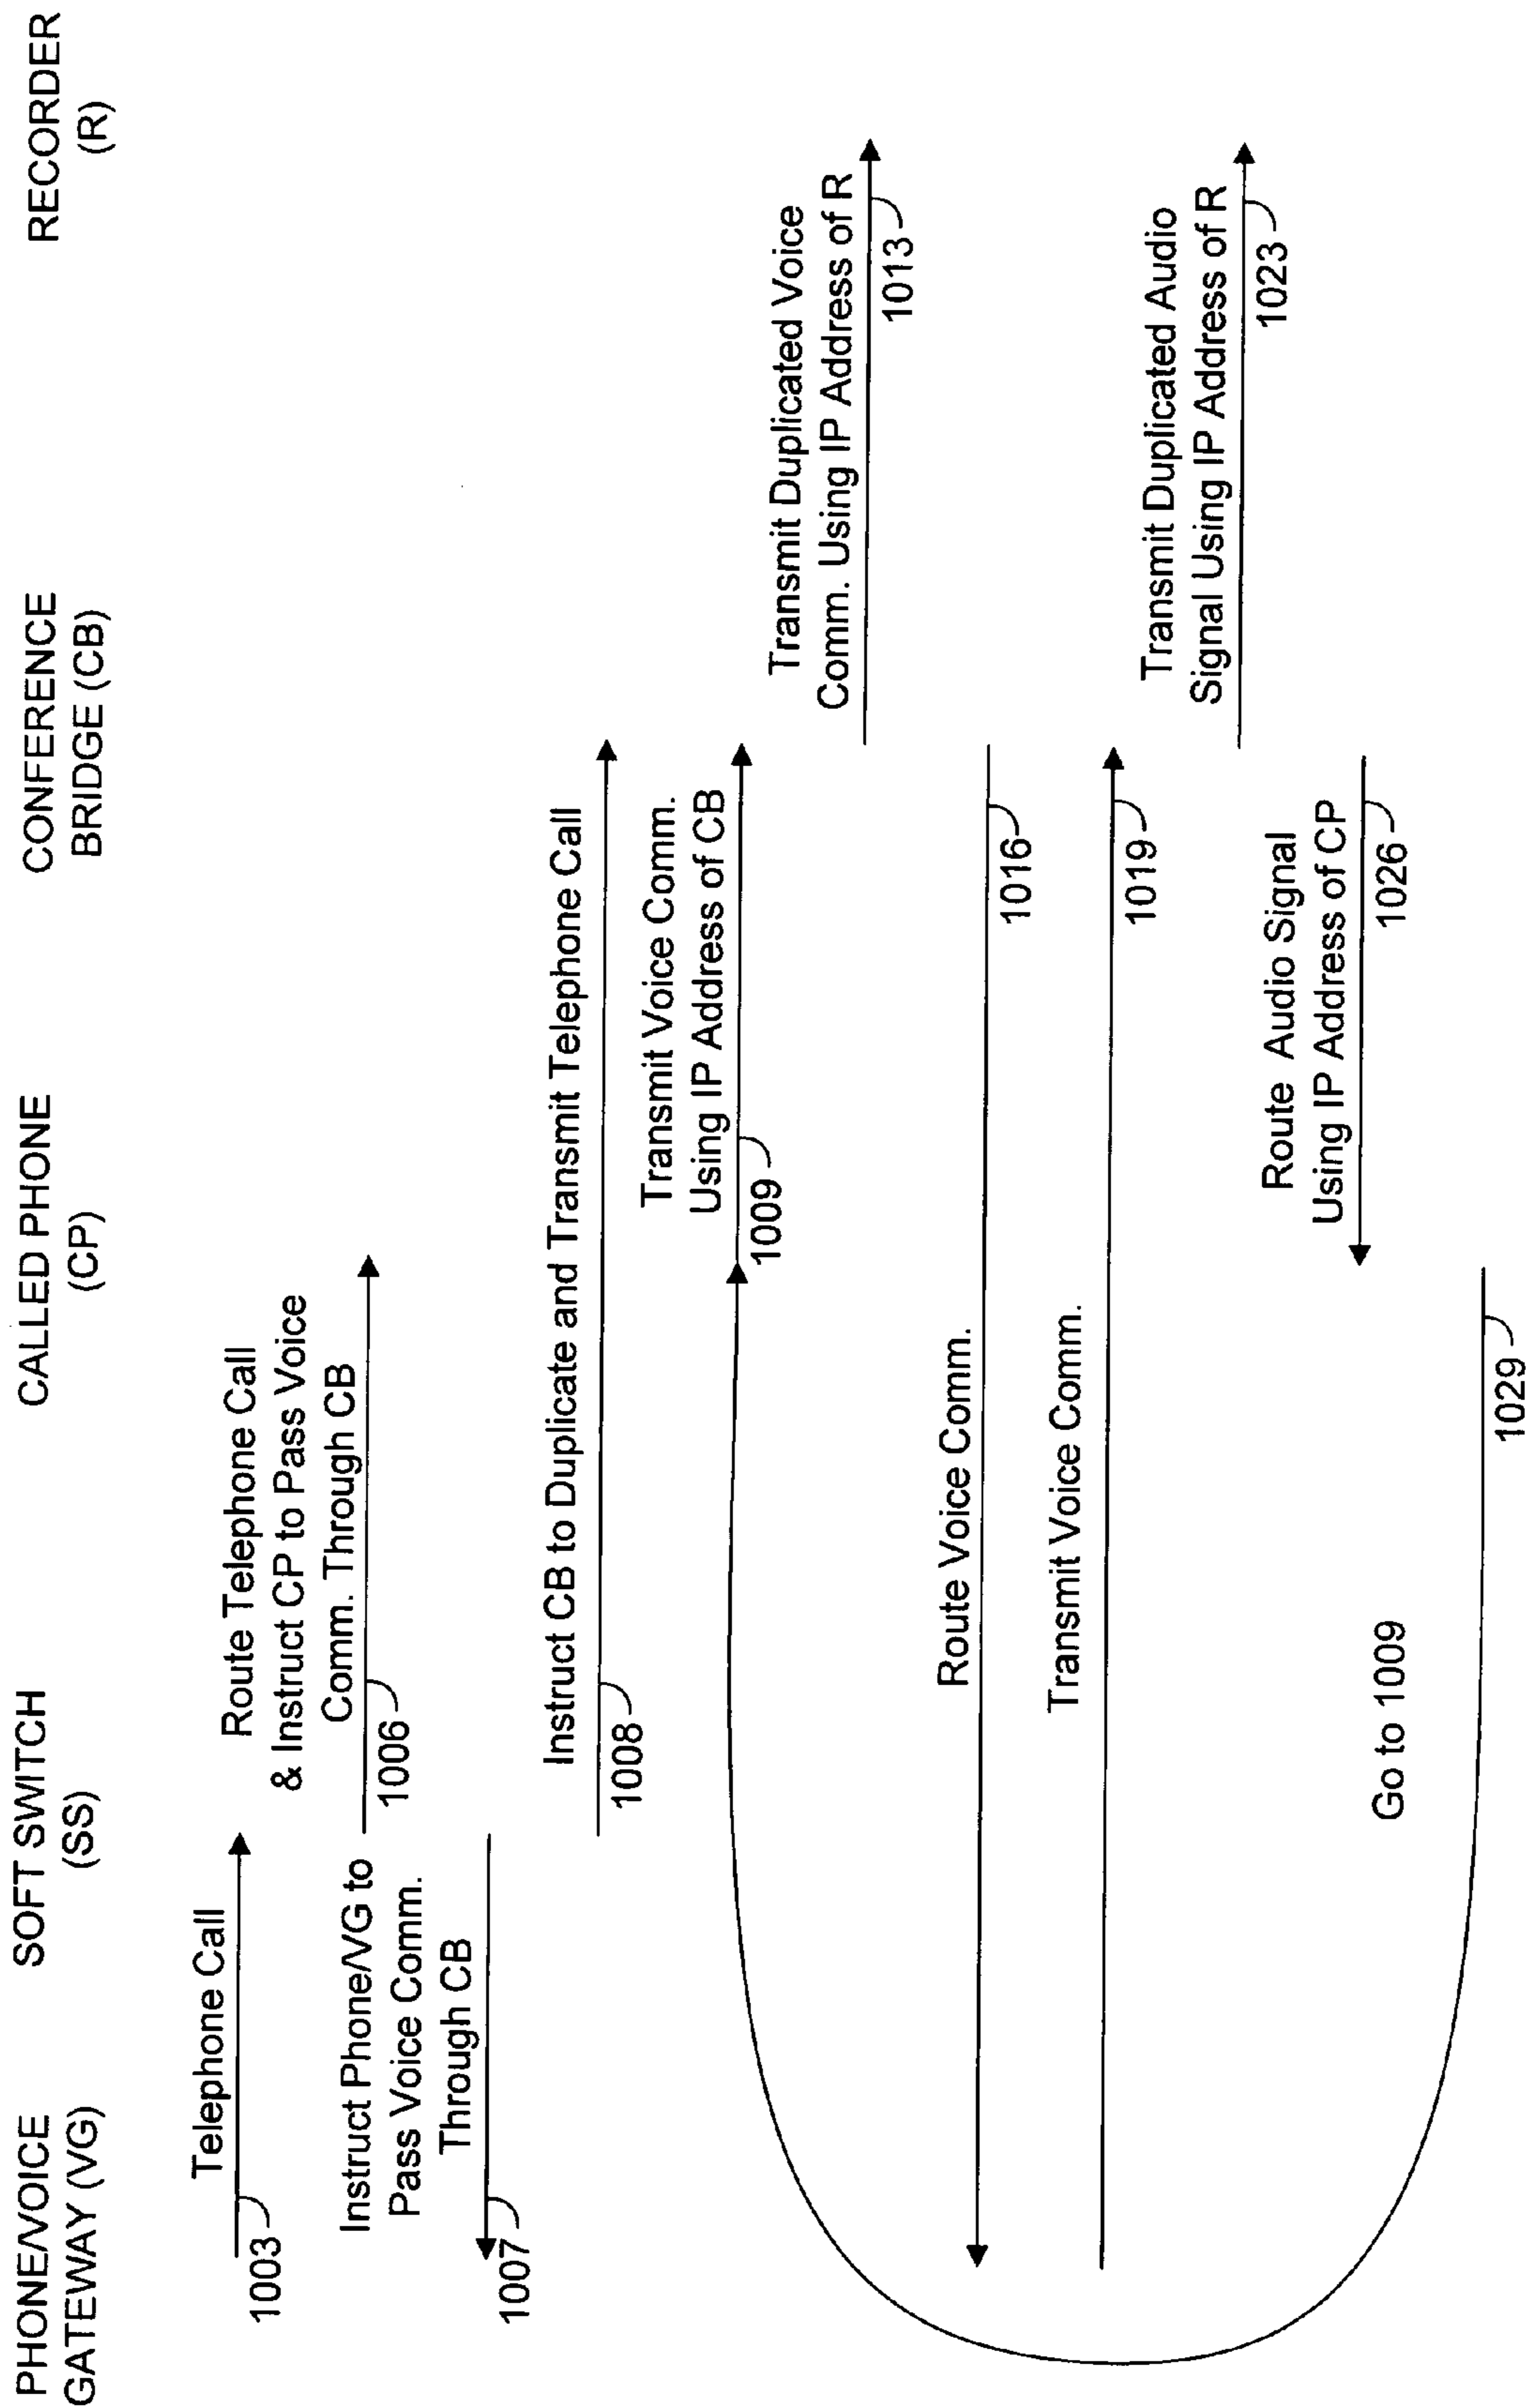 PHONE/VOICE
GATEWAY (VG)
SOFT SWITCH
(SS)
CALLED PHONE
(CP)
CONFERENCE
BRIDGE (CB)
RECORDER
(R)
Telephone Call
1003
Route Telephone Call
& Instruct CP to Pass Voice
Comm. Through CB
1006
Instruct Phone/VG to
Pass Voice Comm.
Through CB
1007
Instruct CB to Duplicate and Transmit Telephone Call
1008
Transmit Voice Comm.
Using IP Address of CB
1009
Transmit Duplicated Voice
Comm. Using IP Address of R
1013
Route Voice Comm.
1016
Transmit Voice Comm.
1019
Transmit Duplicated Audio
Signal Using IP Address of R
1023
Route Audio Signal
Using IP Address of CP
1026
Go to 1009
1029